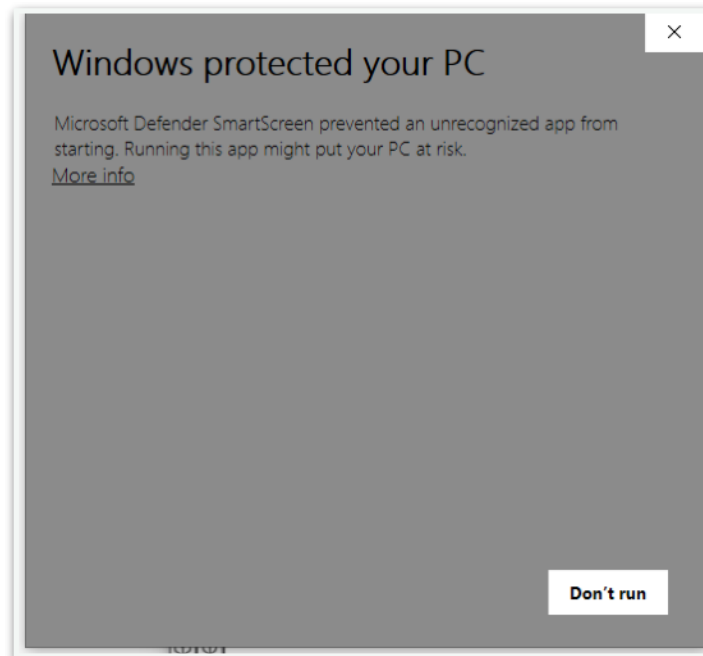 Windows protected your PC
Microsoft Defender SmartScreen prevented an unrecognized app from
starting. Running this app might put your PC at risk.
More info
Don't run